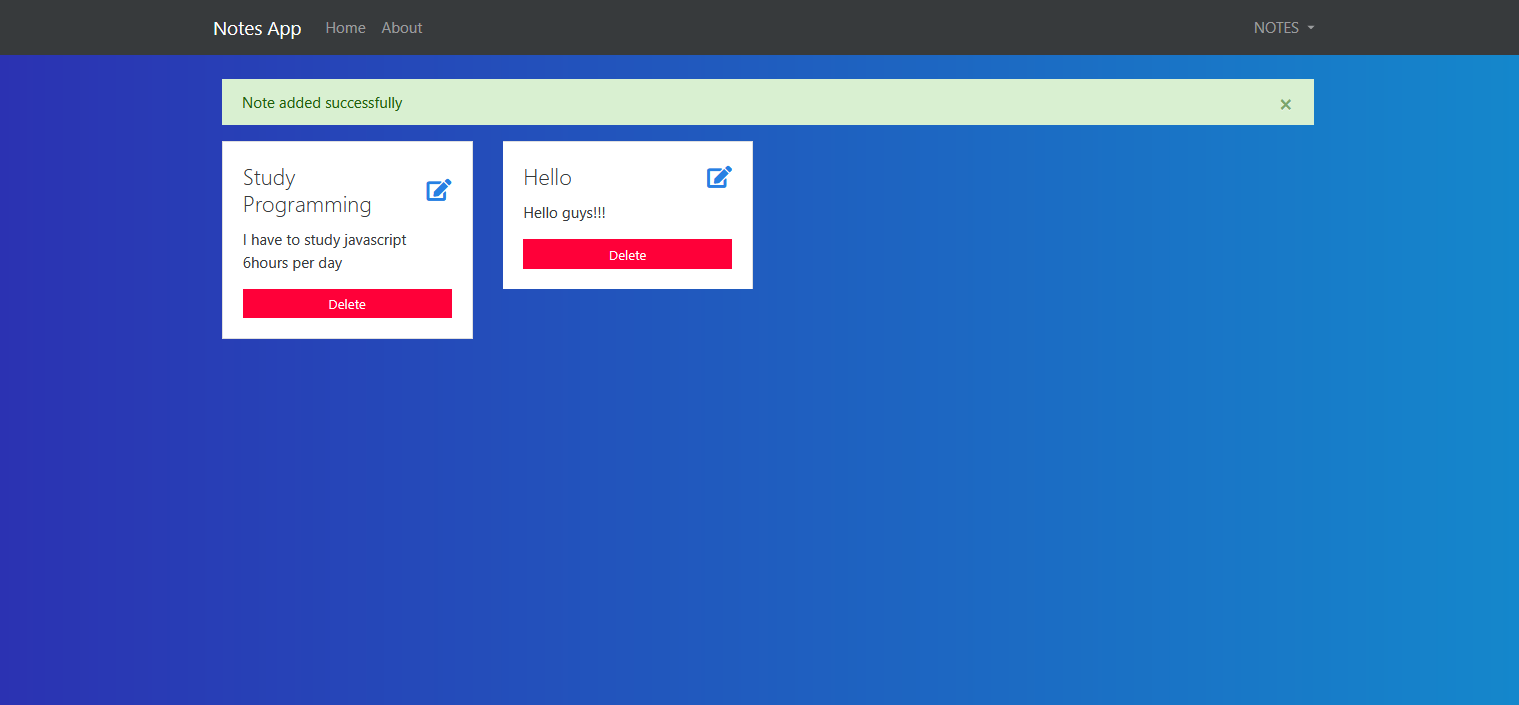 Notes App Home About NOTES
Note added successfully ×
Study
Programming
I have to study javascript
6hours per day
Delete
Hello
Hello guys!!!
Delete